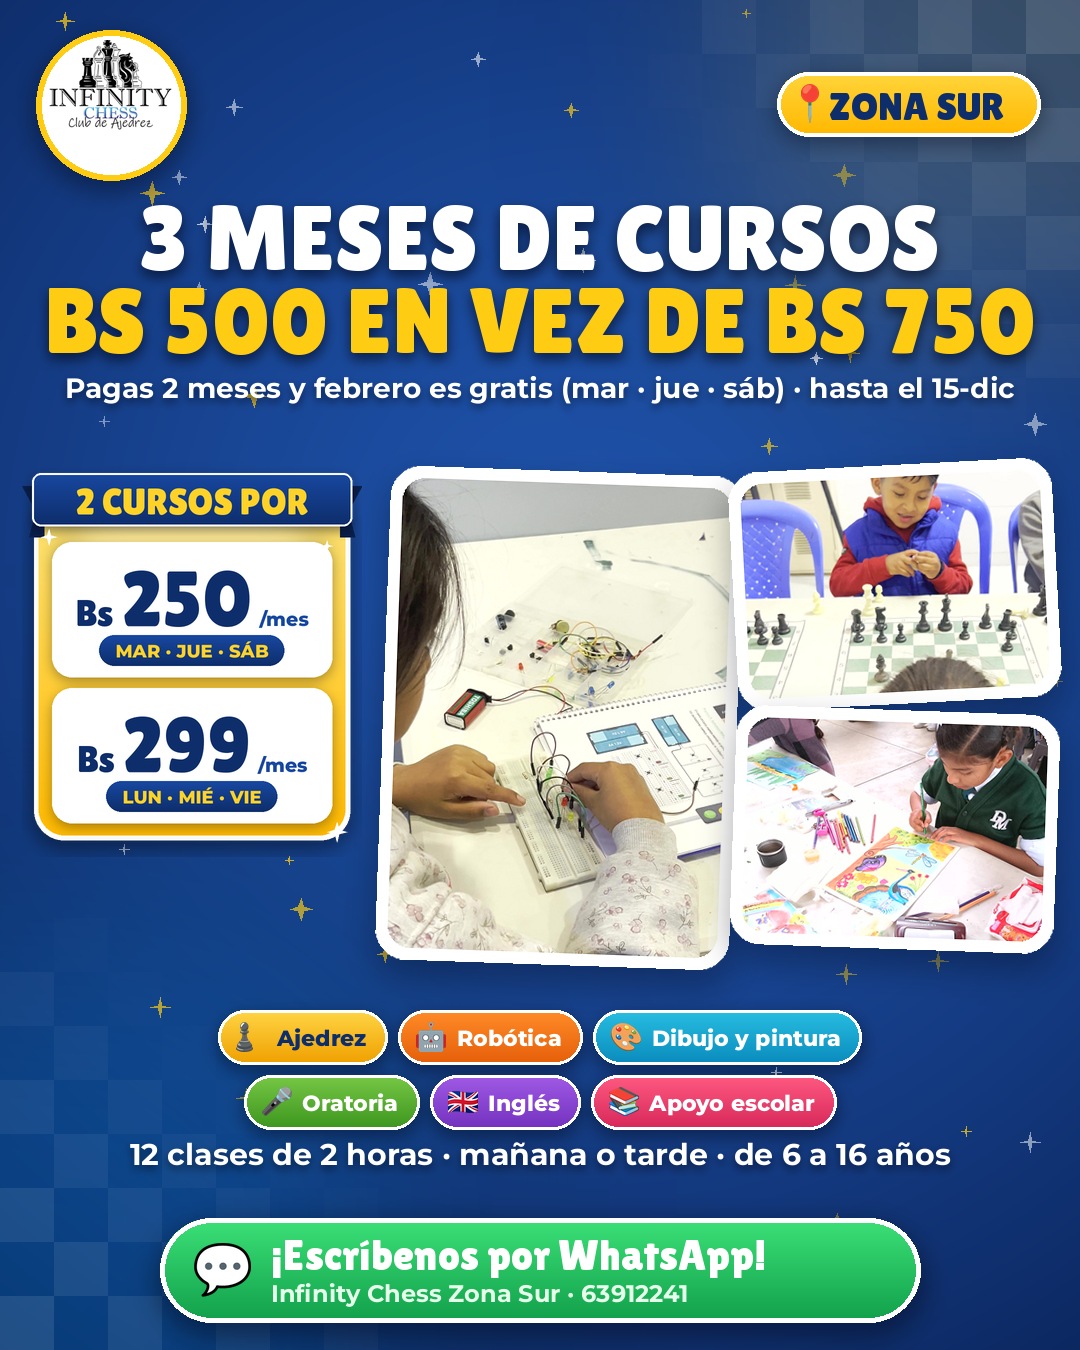 INFINITY
CHESS
Club de Ajedrez
ZONA SUR
3 MESES DE CURSOS
BS 500 EN VEZ DE BS 750
Pagas 2 meses y febrero es gratis (mar · jue · sáb) · hasta el 15-dic
2 CURSOS POR
Bs 250 /mes
MAR · JUE · SÁB
Bs 299 /mes
LUN · MIÉ · VIE
Ajedrez
Robótica
Dibujo y pintura
Oratoria
Inglés
Apoyo escolar
12 clases de 2 horas · mañana o tarde · de 6 a 16 años
¡Escríbenos por WhatsApp!
Infinity Chess Zona Sur · 63912241